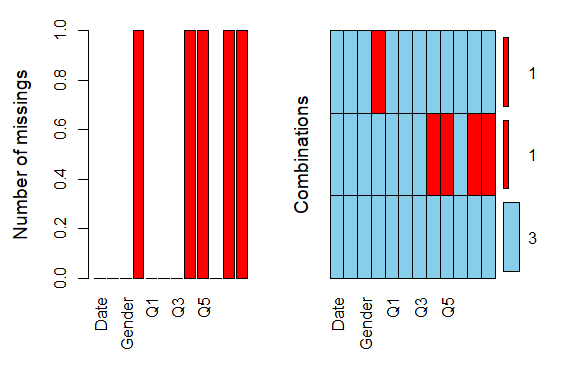 Number of missings
0.0 0.2 0.4 0.6 0.8 1.0
Date Gender Q1 Q3 Q5
Combinations
Date Gender Q1 Q3 Q5
1
1
3